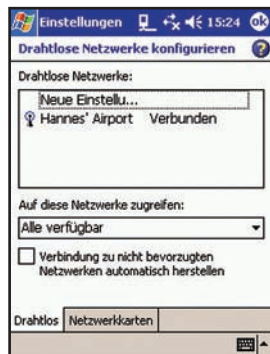 Einstellungen 15:24 ok
Drahtlose Netzwerke konfigurieren ?
Drahtlose Netzwerke:
Neue Einstellu...
Hannes' Airport Verbunden
Auf diese Netzwerke zugreifen:
Alle verfügbar
Verbindung zu nicht bevorzugten
Netzwerken automatisch herstellen
Drahtlos Netzwerkkarten